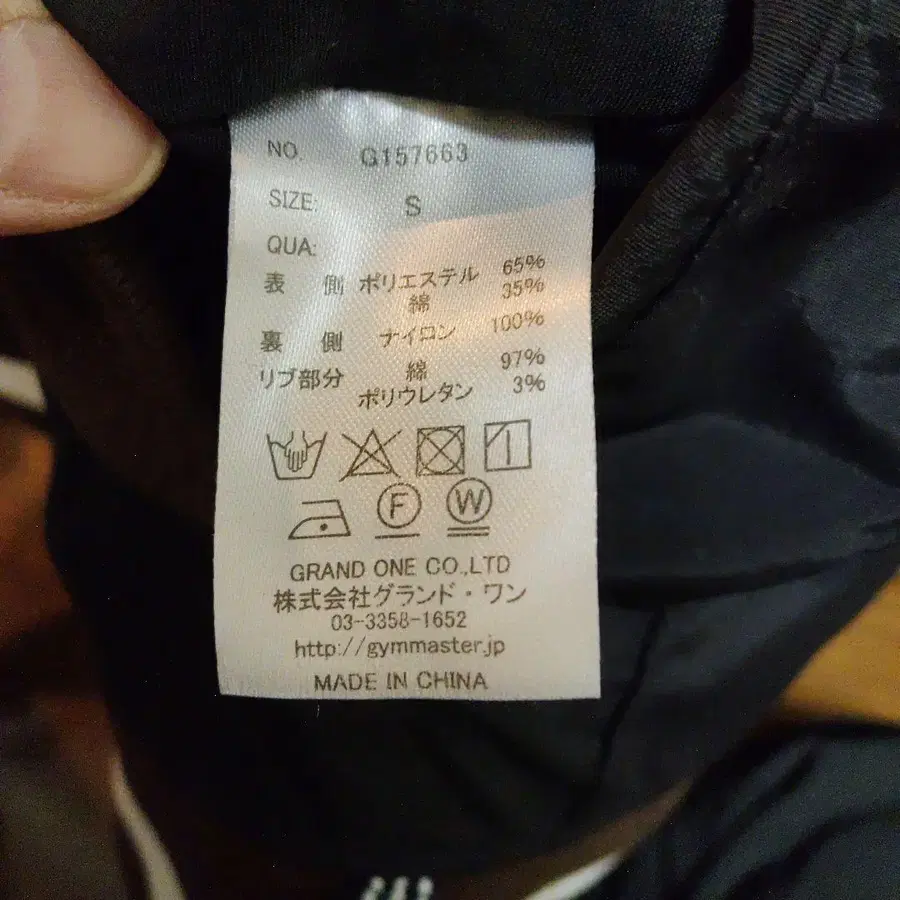 NO. G157663
SIZE: S
QUA:
表 側 ポリエステル 65%
綿 35%
裏 側 ナイロン 100%
リブ部分 綿 97%
ポリウレタン 3%
F W
GRAND ONE CO.,LTD
株式会社グランド・ワン
03-3358-1652
http://gymmaster.jp
MADE IN CHINA